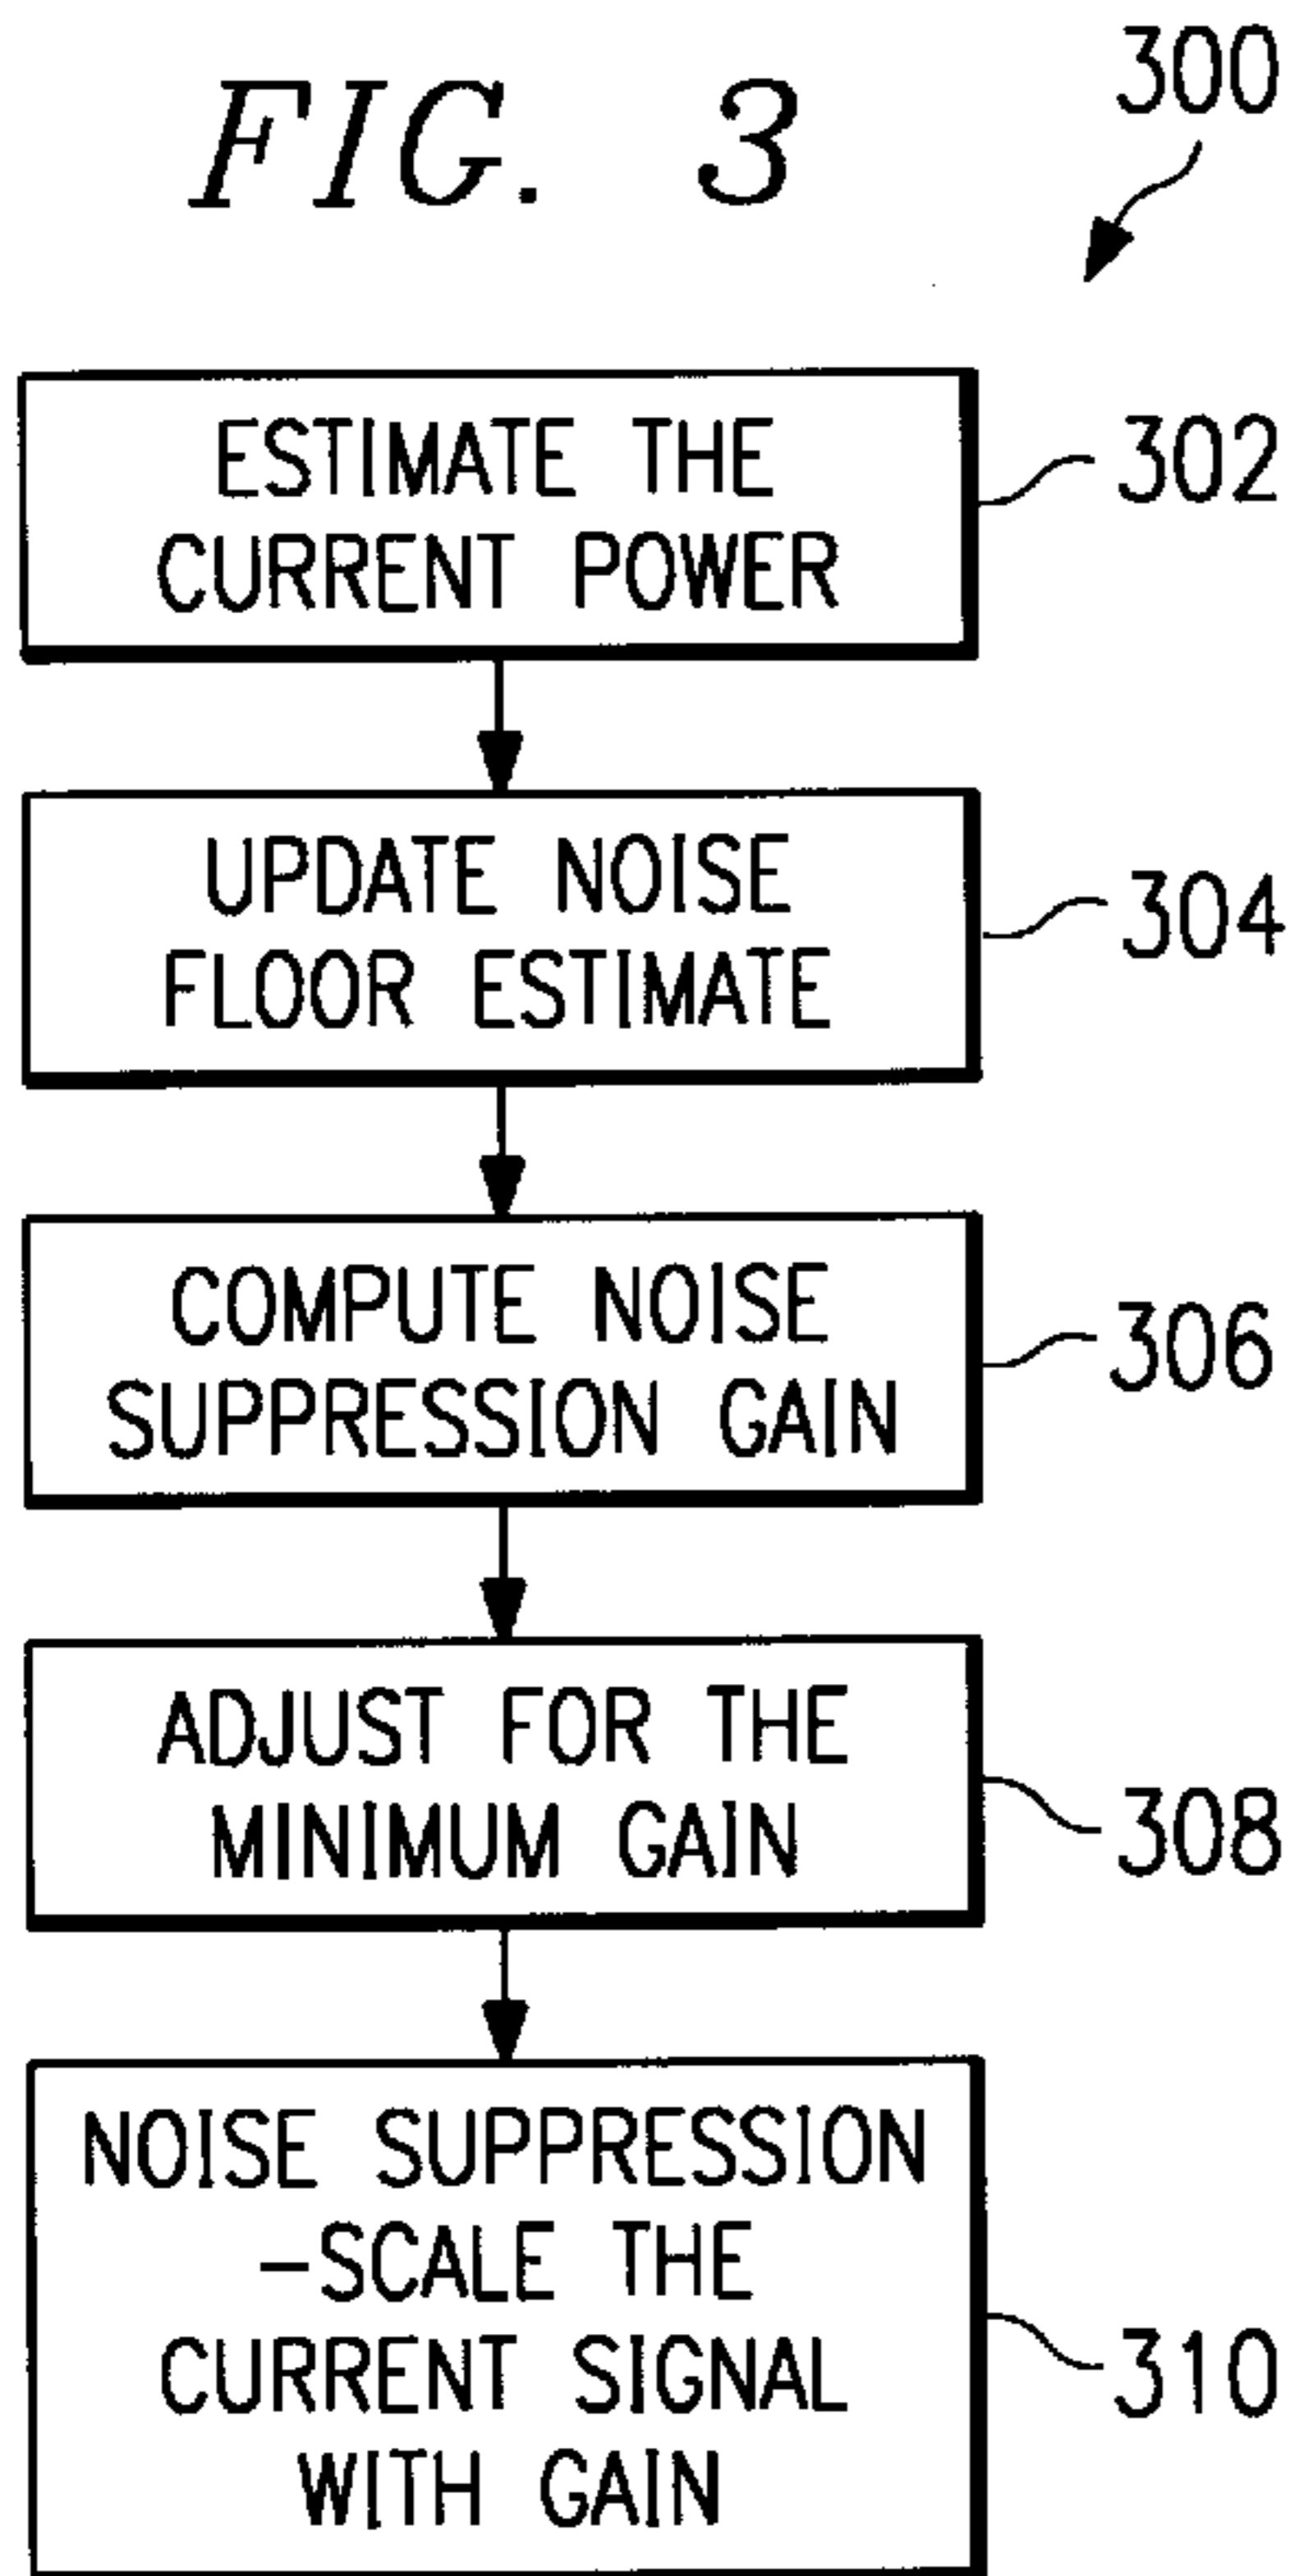 FIG. 3
300
ESTIMATE THE
CURRENT POWER
302
UPDATE NOISE
FLOOR ESTIMATE
304
COMPUTE NOISE
SUPPRESSION GAIN
306
ADJUST FOR THE
MINIMUM GAIN
308
NOISE SUPPRESSION
-SCALE THE
CURRENT SIGNAL
WITH GAIN
310